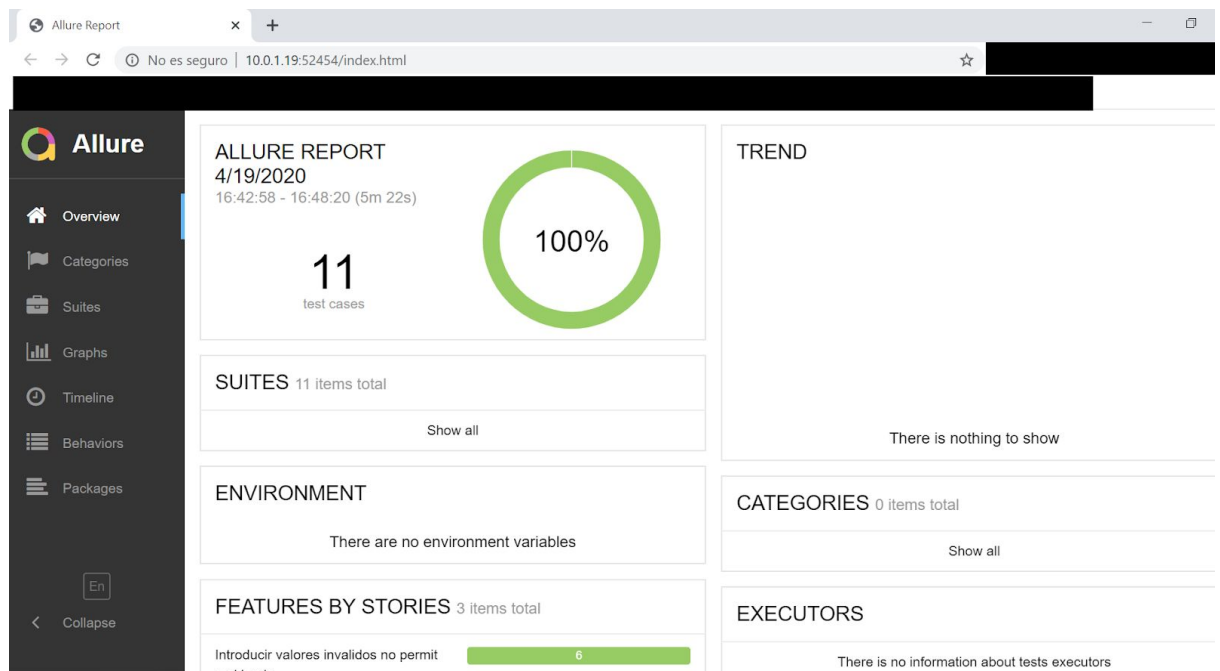 Allure Report
No es seguro | 10.0.1.19:52454/index.html
Allure
Overview
Categories
Suites
Graphs
Timeline
Behaviors
Packages
En
Collapse
ALLURE REPORT
4/19/2020
16:42:58 - 16:48:20 (5m 22s)
11
test cases
100%
SUITES 11 items total
Show all
ENVIRONMENT
There are no environment variables
FEATURES BY STORIES 3 items total
Introducir valores invalidos no permit
6
TREND
There is nothing to show
CATEGORIES 0 items total
Show all
EXECUTORS
There is no information about tests executors